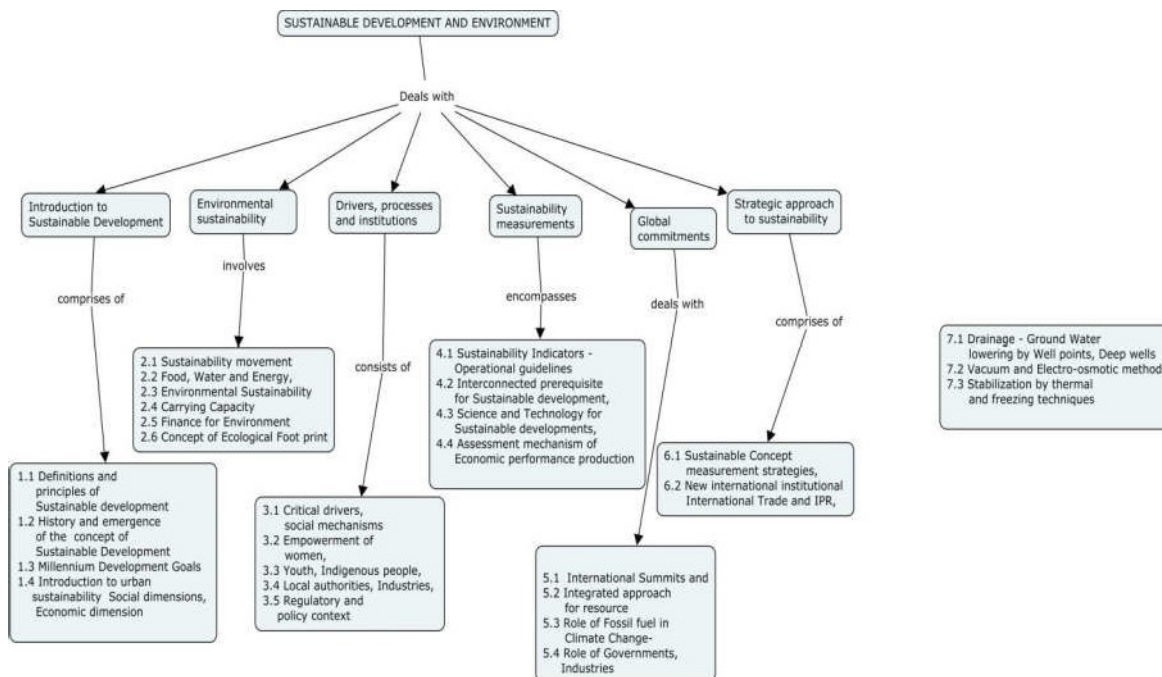 SUSTAINABLE DEVELOPMENT AND ENVIRONMENT
Deals with
Introduction to
Sustainable Development
Environmental
sustainability
Drivers, processes
and institutions
Sustainability
measurements
Global
commitments
Strategic approach
to sustainability
comprises of
involves
consists of
encompasses
deals with
comprises of
1.1 Definitions and
principles of
Sustainable development
1.2 History and emergence
of the concept of
Sustainable Development
1.3 Millennium Development Goals
1.4 Introduction to urban
sustainability Social dimensions,
Economic dimension
2.1 Sustainability movement
2.2 Food, Water and Energy,
2.3 Environmental Sustainability
2.4 Carrying Capacity
2.5 Finance for Environment
2.6 Concept of Ecological Foot print
3.1 Critical drivers,
social mechanisms
3.2 Empowerment of
women,
3.3 Youth, Indigenous people,
3.4 Local authorities, Industries,
3.5 Regulatory and
policy context
4.1 Sustainability Indicators -
Operational guidelines
4.2 Interconnected prerequisite
for Sustainable development,
4.3 Science and Technology for
Sustainable developments,
4.4 Assessment mechanism of
Economic performance production
5.1 International Summits and
5.2 Integrated approach
for resource
5.3 Role of Fossil fuel in
Climate Change-
5.4 Role of Governments,
Industries
6.1 Sustainable Concept
measurement strategies,
6.2 New international institutional
International Trade and IPR,
7.1 Drainage - Ground Water
lowering by Well points, Deep wells
7.2 Vacuum and Electro-osmotic method
7.3 Stabilization by thermal
and freezing techniques